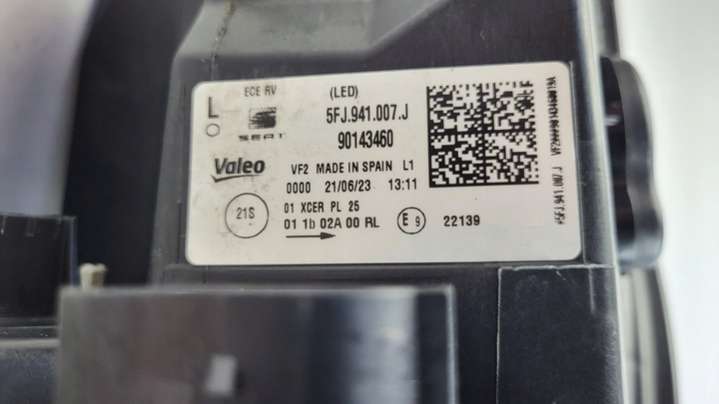 L
ECE RV
(LED)
SEAT
5FJ.941.007.J
90143460
Valeo
VF2 MADE IN SPAIN L1
0000 21/06/23 13:11
21S
01 XCER PL 25
01 1b 02A 00 RL
E 9
22139